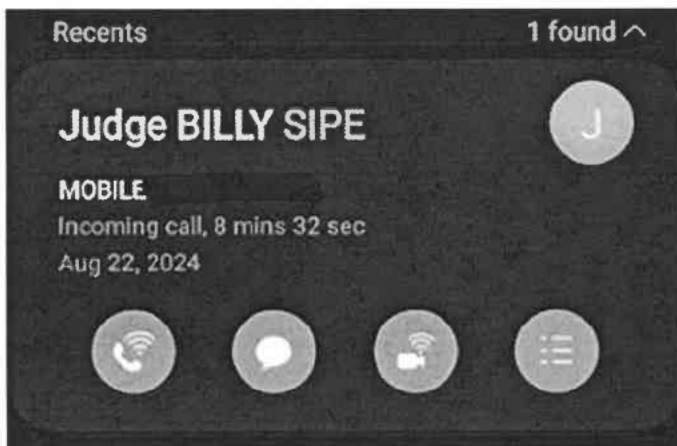 Recents 1 found
Judge BILLY SIPE
J
MOBILE
Incoming call, 8 mins 32 sec
Aug 22, 2024